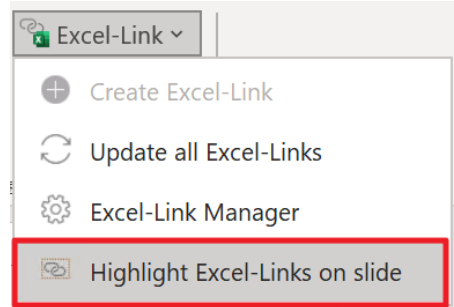 Excel-Link
Create Excel-Link
Update all Excel-Links
Excel-Link Manager
Highlight Excel-Links on slide